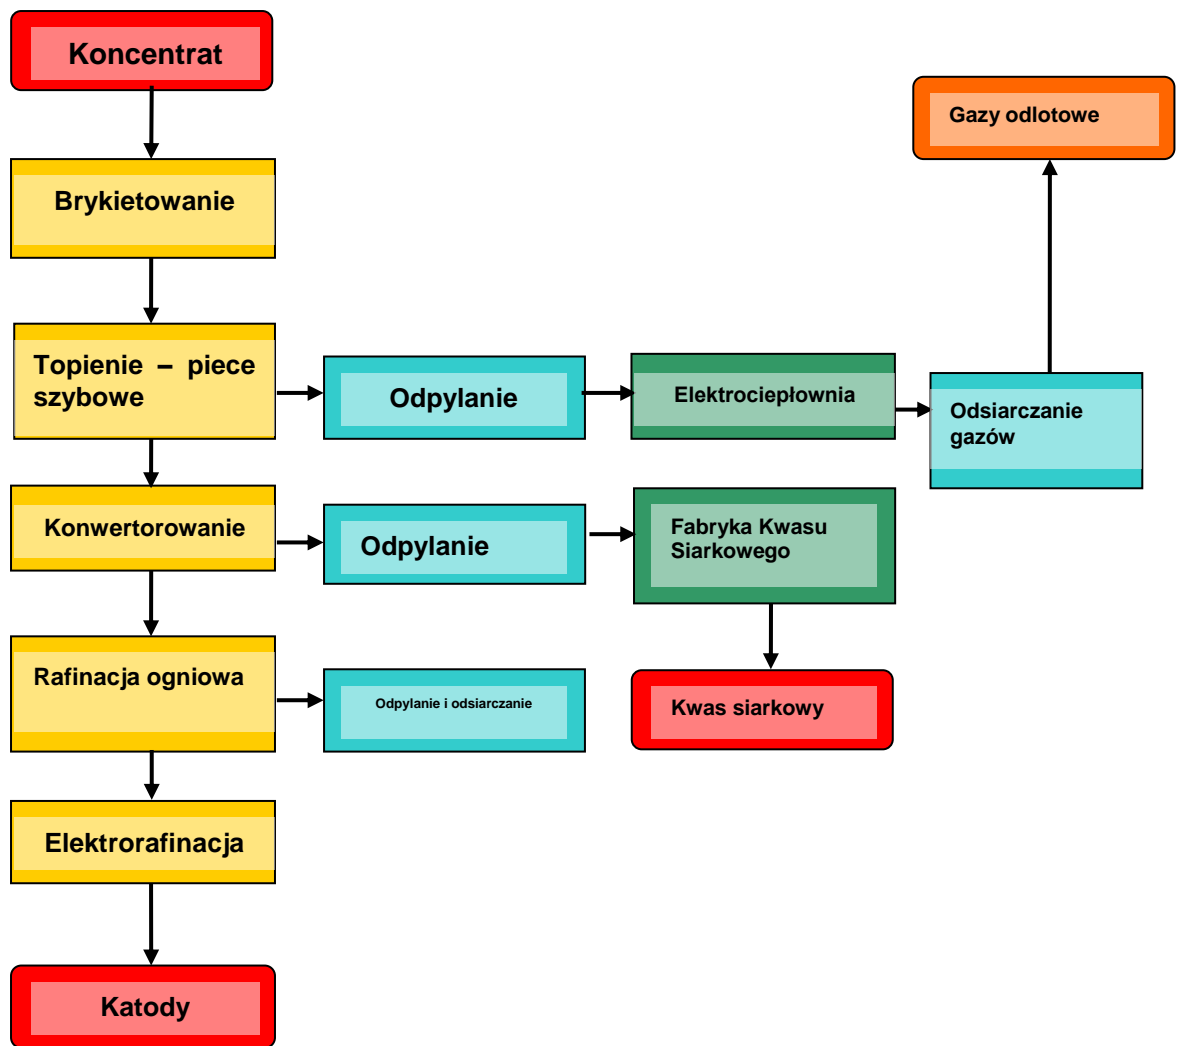 Koncentrat
Gazy odlotowe
Brykietowanie
Topienie – piece
szybowe
Odpylanie
Elektrociepłownia
Odsiarczanie
gazów
Konwertorowanie
Odpylanie
Fabryka Kwasu
Siarkowego
Rafinacja ogniowa
Odpylanie i odsiarczanie
Kwas siarkowy
Elektrorafinacja
Katody